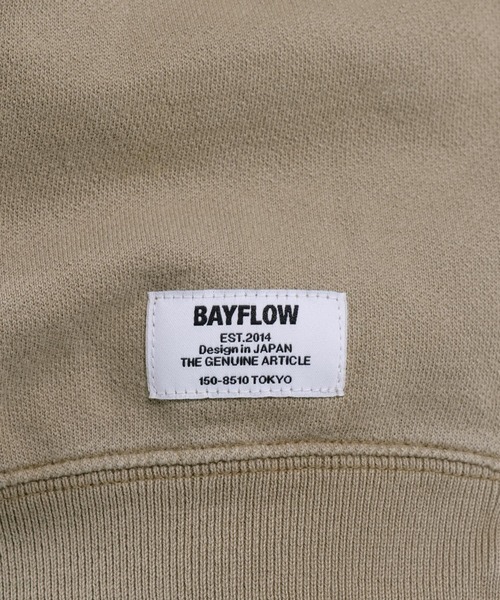 BAYFLOW
EST.2014
Design in JAPAN
THE GENUINE ARTICLE
150-8510 TOKYO